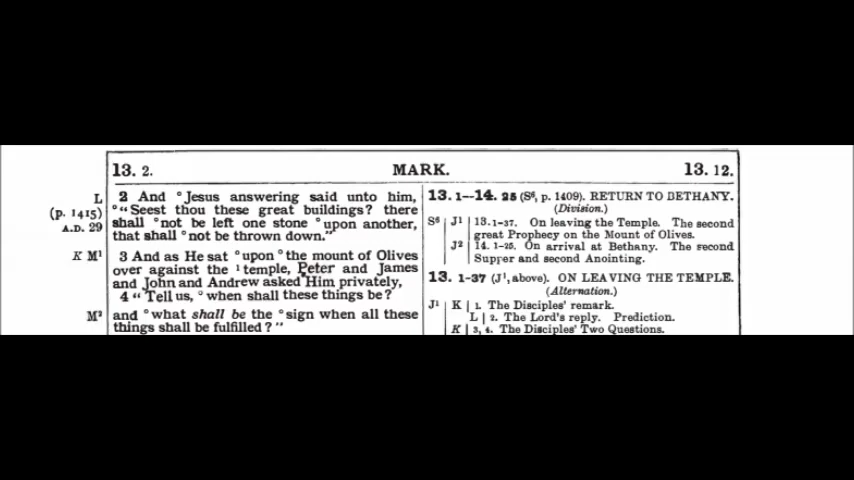 13. 2.
MARK.
13. 12.
L
2 And °Jesus answering said unto him,
(p. 1415)
°"Seest thou these great buildings? there
A.D. 29
shall °not be left one stone °upon another,
that shall °not be thrown down."
K M¹
3 And as He sat °upon °the mount of Olives
over against the ¹temple, Peter and James
and John and Andrew asked Him privately,
4 "Tell us, °when shall these things be?
M²
and °what shall be the °sign when all these
things shall be fulfilled?"
13. 1—14. 25 (S⁶, p. 1409). RETURN TO BETHANY.
(Division.)
S⁶ | J¹ | 13.1-37. On leaving the Temple. The second
great Prophecy on the Mount of Olives.
J² | 14. 1-25. On arrival at Bethany. The second
Supper and second Anointing.
13. 1-37 (J¹, above). ON LEAVING THE TEMPLE.
(Alternation.)
J¹ | K | 1. The Disciples' remark.
L | 2. The Lord's reply. Prediction.
K | 3, 4. The Disciples' Two Questions.